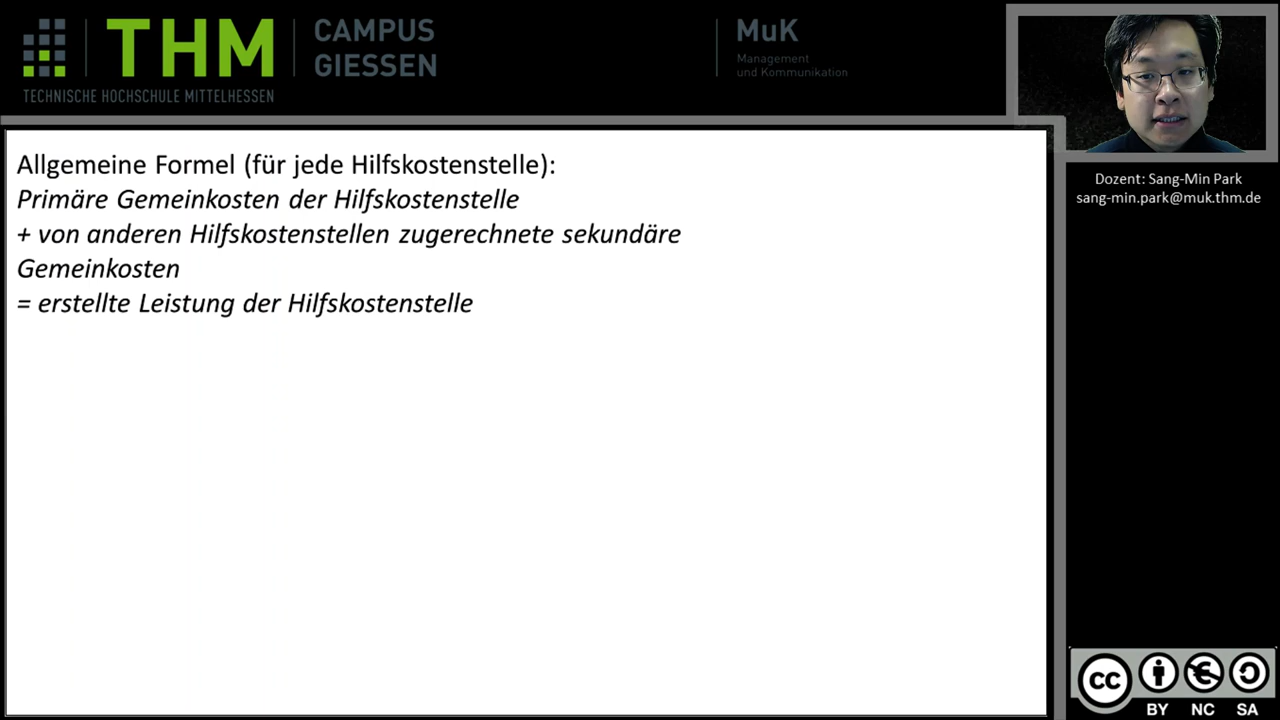 THM
CAMPUS
GIESSEN
TECHNISCHE HOCHSCHULE MITTELHESSEN
MuK
Management
und Kommunikation
Allgemeine Formel (für jede Hilfskostenstelle):
Primäre Gemeinkosten der Hilfskostenstelle
+ von anderen Hilfskostenstellen zugerechnete sekundäre
Gemeinkosten
= erstellte Leistung der Hilfskostenstelle
Dozent: Sang-Min Park
sang-min.park@muk.thm.de
CC
BY NC SA